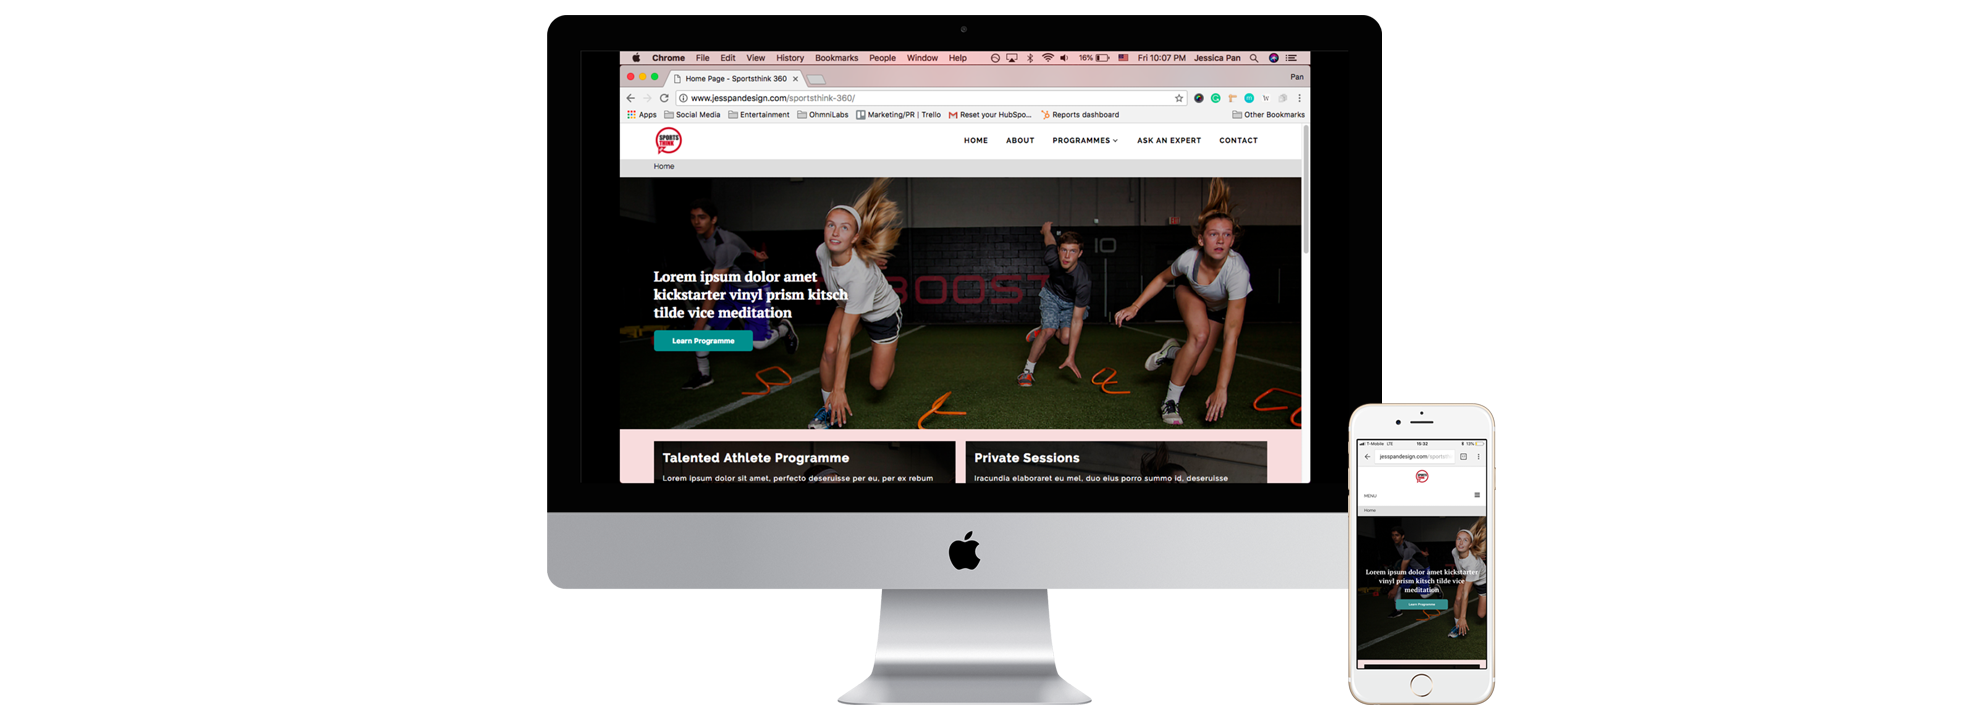 Chrome File Edit View History Bookmarks People Window Help 16% Fri 10:07 PM Jessica Pan
Home Page - Sportsthink 360 Pan
www.jesspandesign.com/sportsthink-360/
Apps Social Media Entertainment OhmniLabs Marketing/PR | Trello Reset your HubSpo... Reports dashboard Other Bookmarks
SPORTS
THINK
HOME ABOUT PROGRAMMES ASK AN EXPERT CONTACT
Home
10
BOOST
Lorem ipsum dolor amet
kickstarter vinyl prism kitsch
tilde vice meditation
Learn Programme
Talented Athlete Programme
Lorem ipsum dolor sit amet, perfecto deseruisse per eu, per ex rebum
Private Sessions
Iracundia elaboraret eu mel, duo eius porro summo id, deseruisse
T-Mobile LTE 15:32
jesspandesign.com/sportsth
MENU
Home
Lorem ipsum dolor amet kickstarter
vinyl prism kitsch tilde vice
meditation
Learn Programme